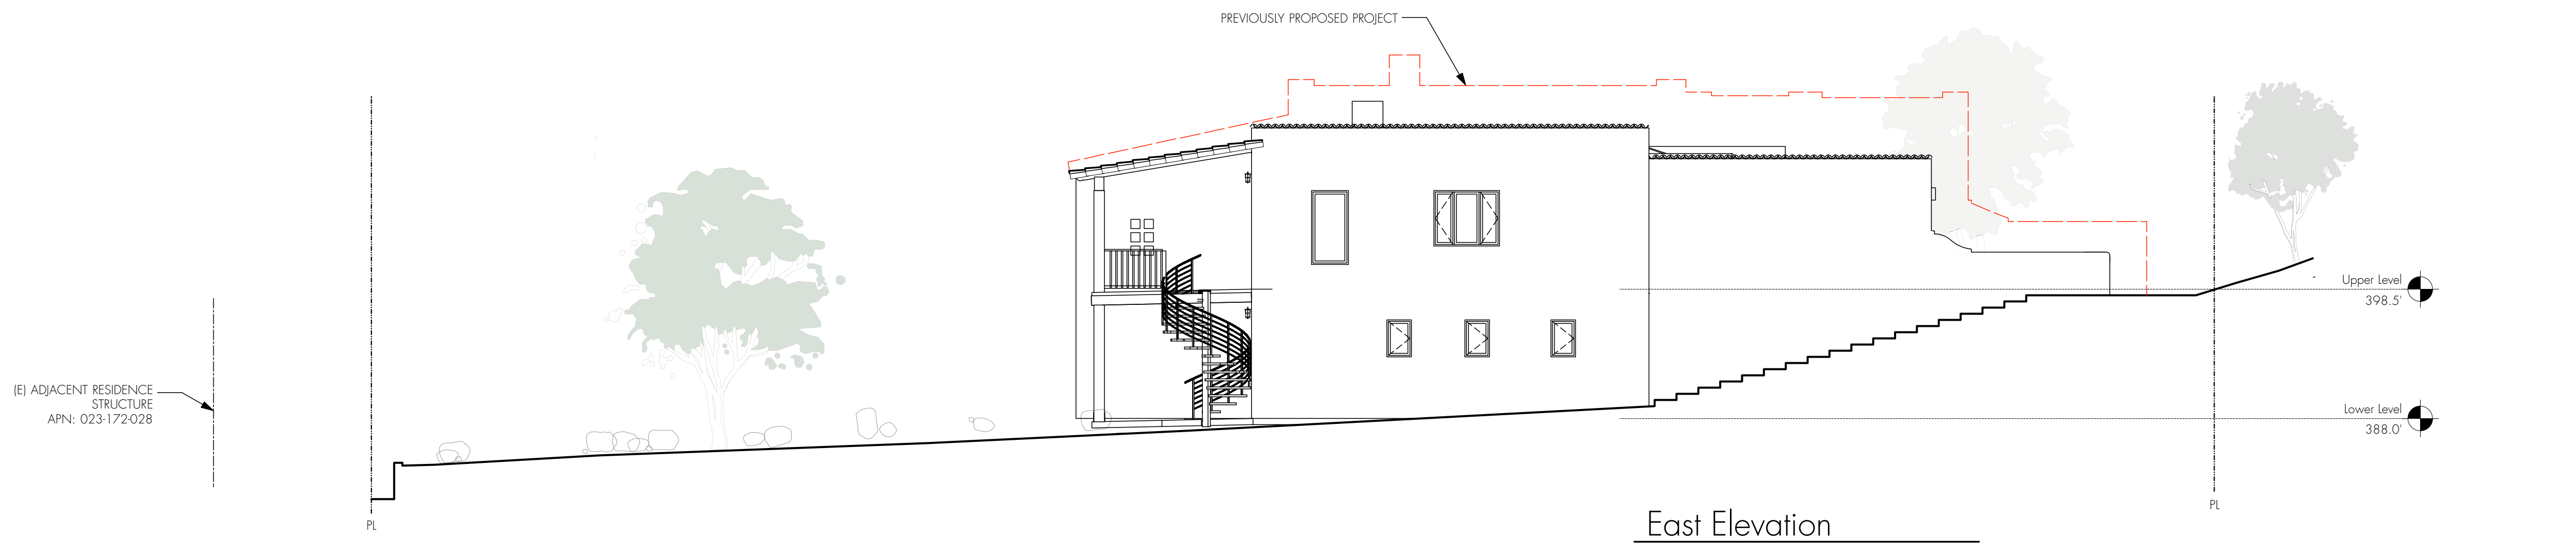 PREVIOUSLY PROPOSED PROJECT
Upper Level
398.5'
(E) ADJACENT RESIDENCE
STRUCTURE
APN: 023-172-028
Lower Level
388.0'
PL
PL
East Elevation